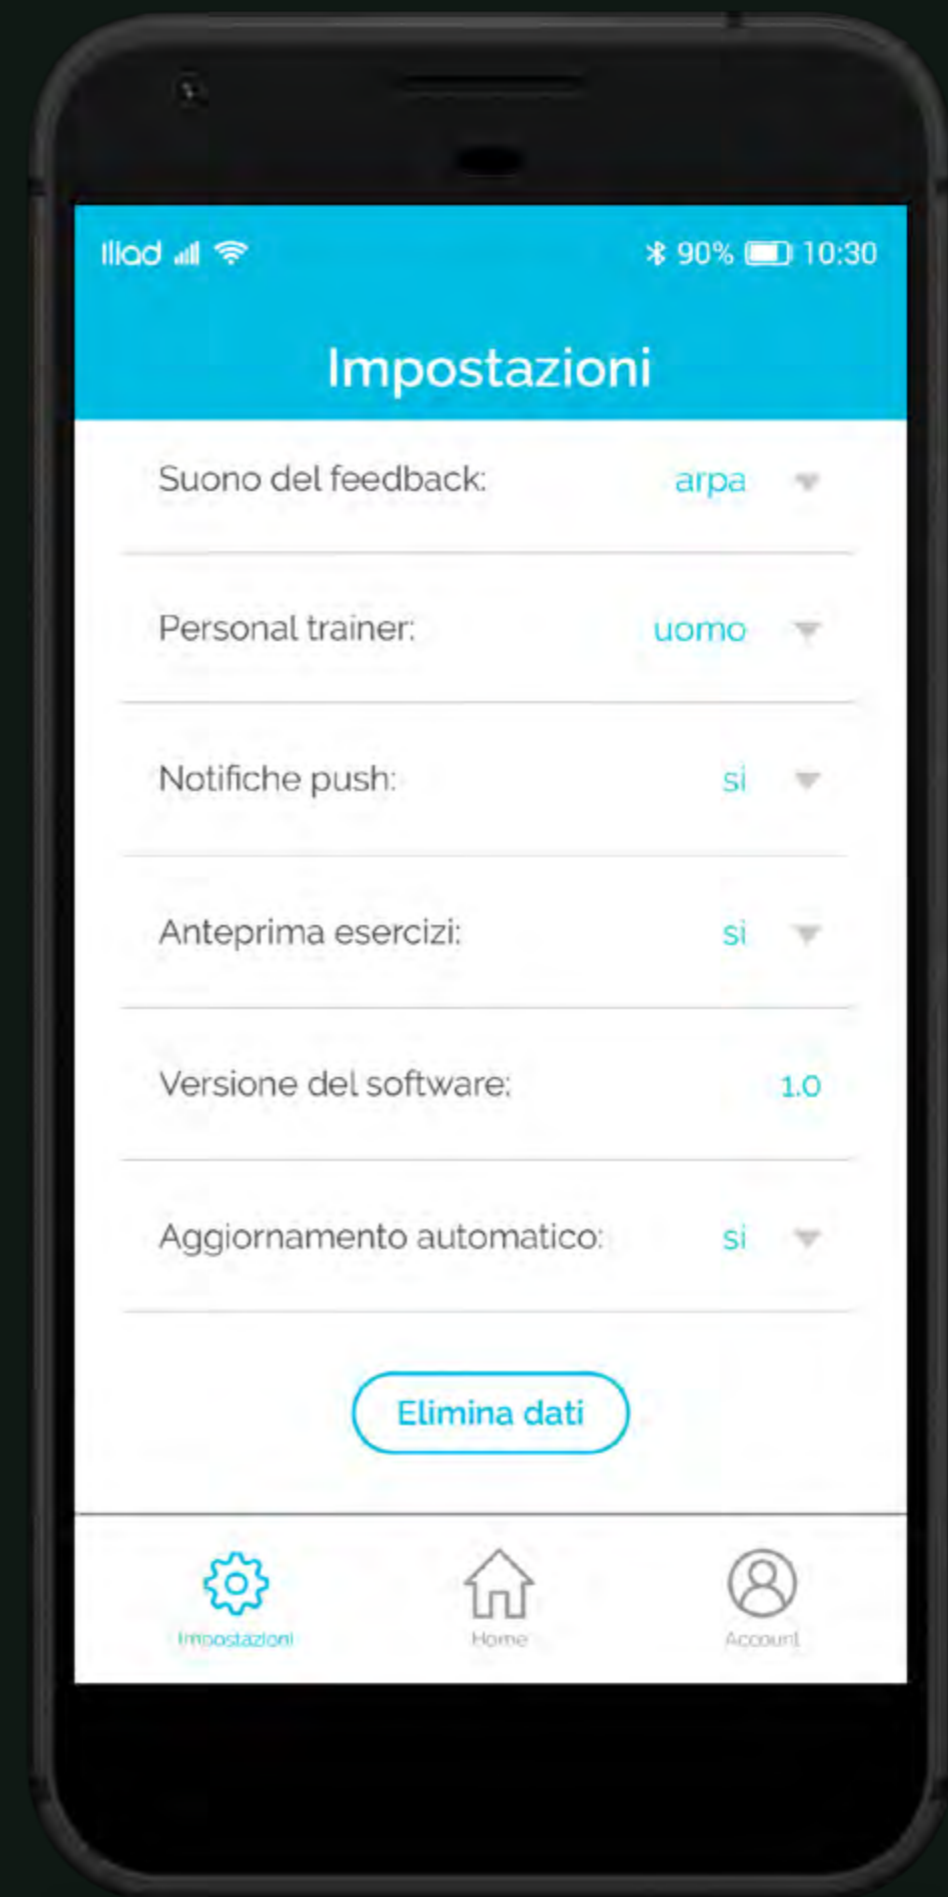 Iliad 90% 10:30
Impostazioni
Suono del feedback: arpa
Personal trainer: uomo
Notifiche push: si
Anteprima esercizi: si
Versione del software: 1.0
Aggiornamento automatico: si
Elimina dati
Impostazioni Home Account